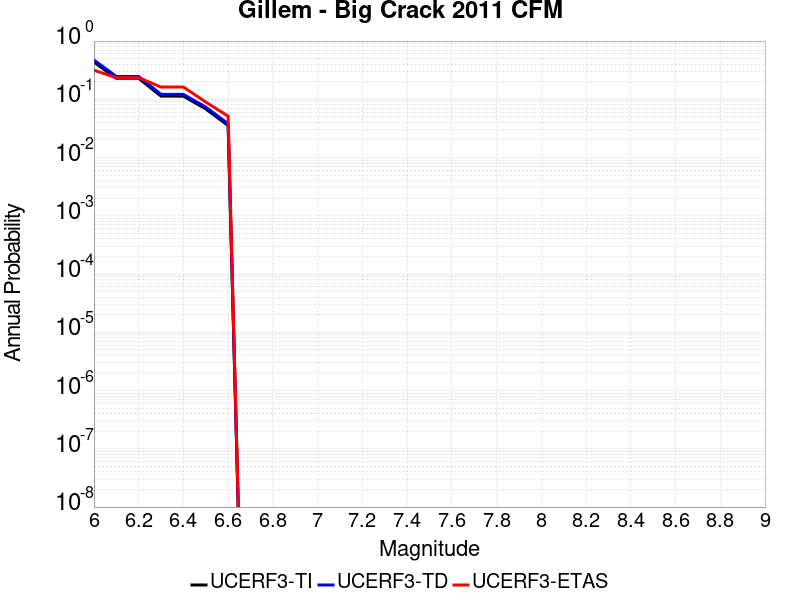 Gillem - Big Crack 2011 CFM
10^0
10^-1
10^-2
10^-3
10^-4
10^-5
10^-6
10^-7
10^-8
Annual Probability
6 6.2 6.4 6.6 6.8 7 7.2 7.4 7.6 7.8 8 8.2 8.4 8.6 8.8 9
Magnitude
UCERF3-TI UCERF3-TD UCERF3-ETAS